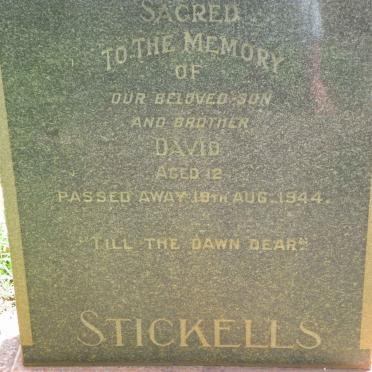 SACRED
TO THE MEMORY
OF
OUR BELOVED SON
AND BROTHER
DAVID
AGED 12
PASSED AWAY 19TH AUG. 1944.
"TILL THE DAWN DEAR"
STICKELLS